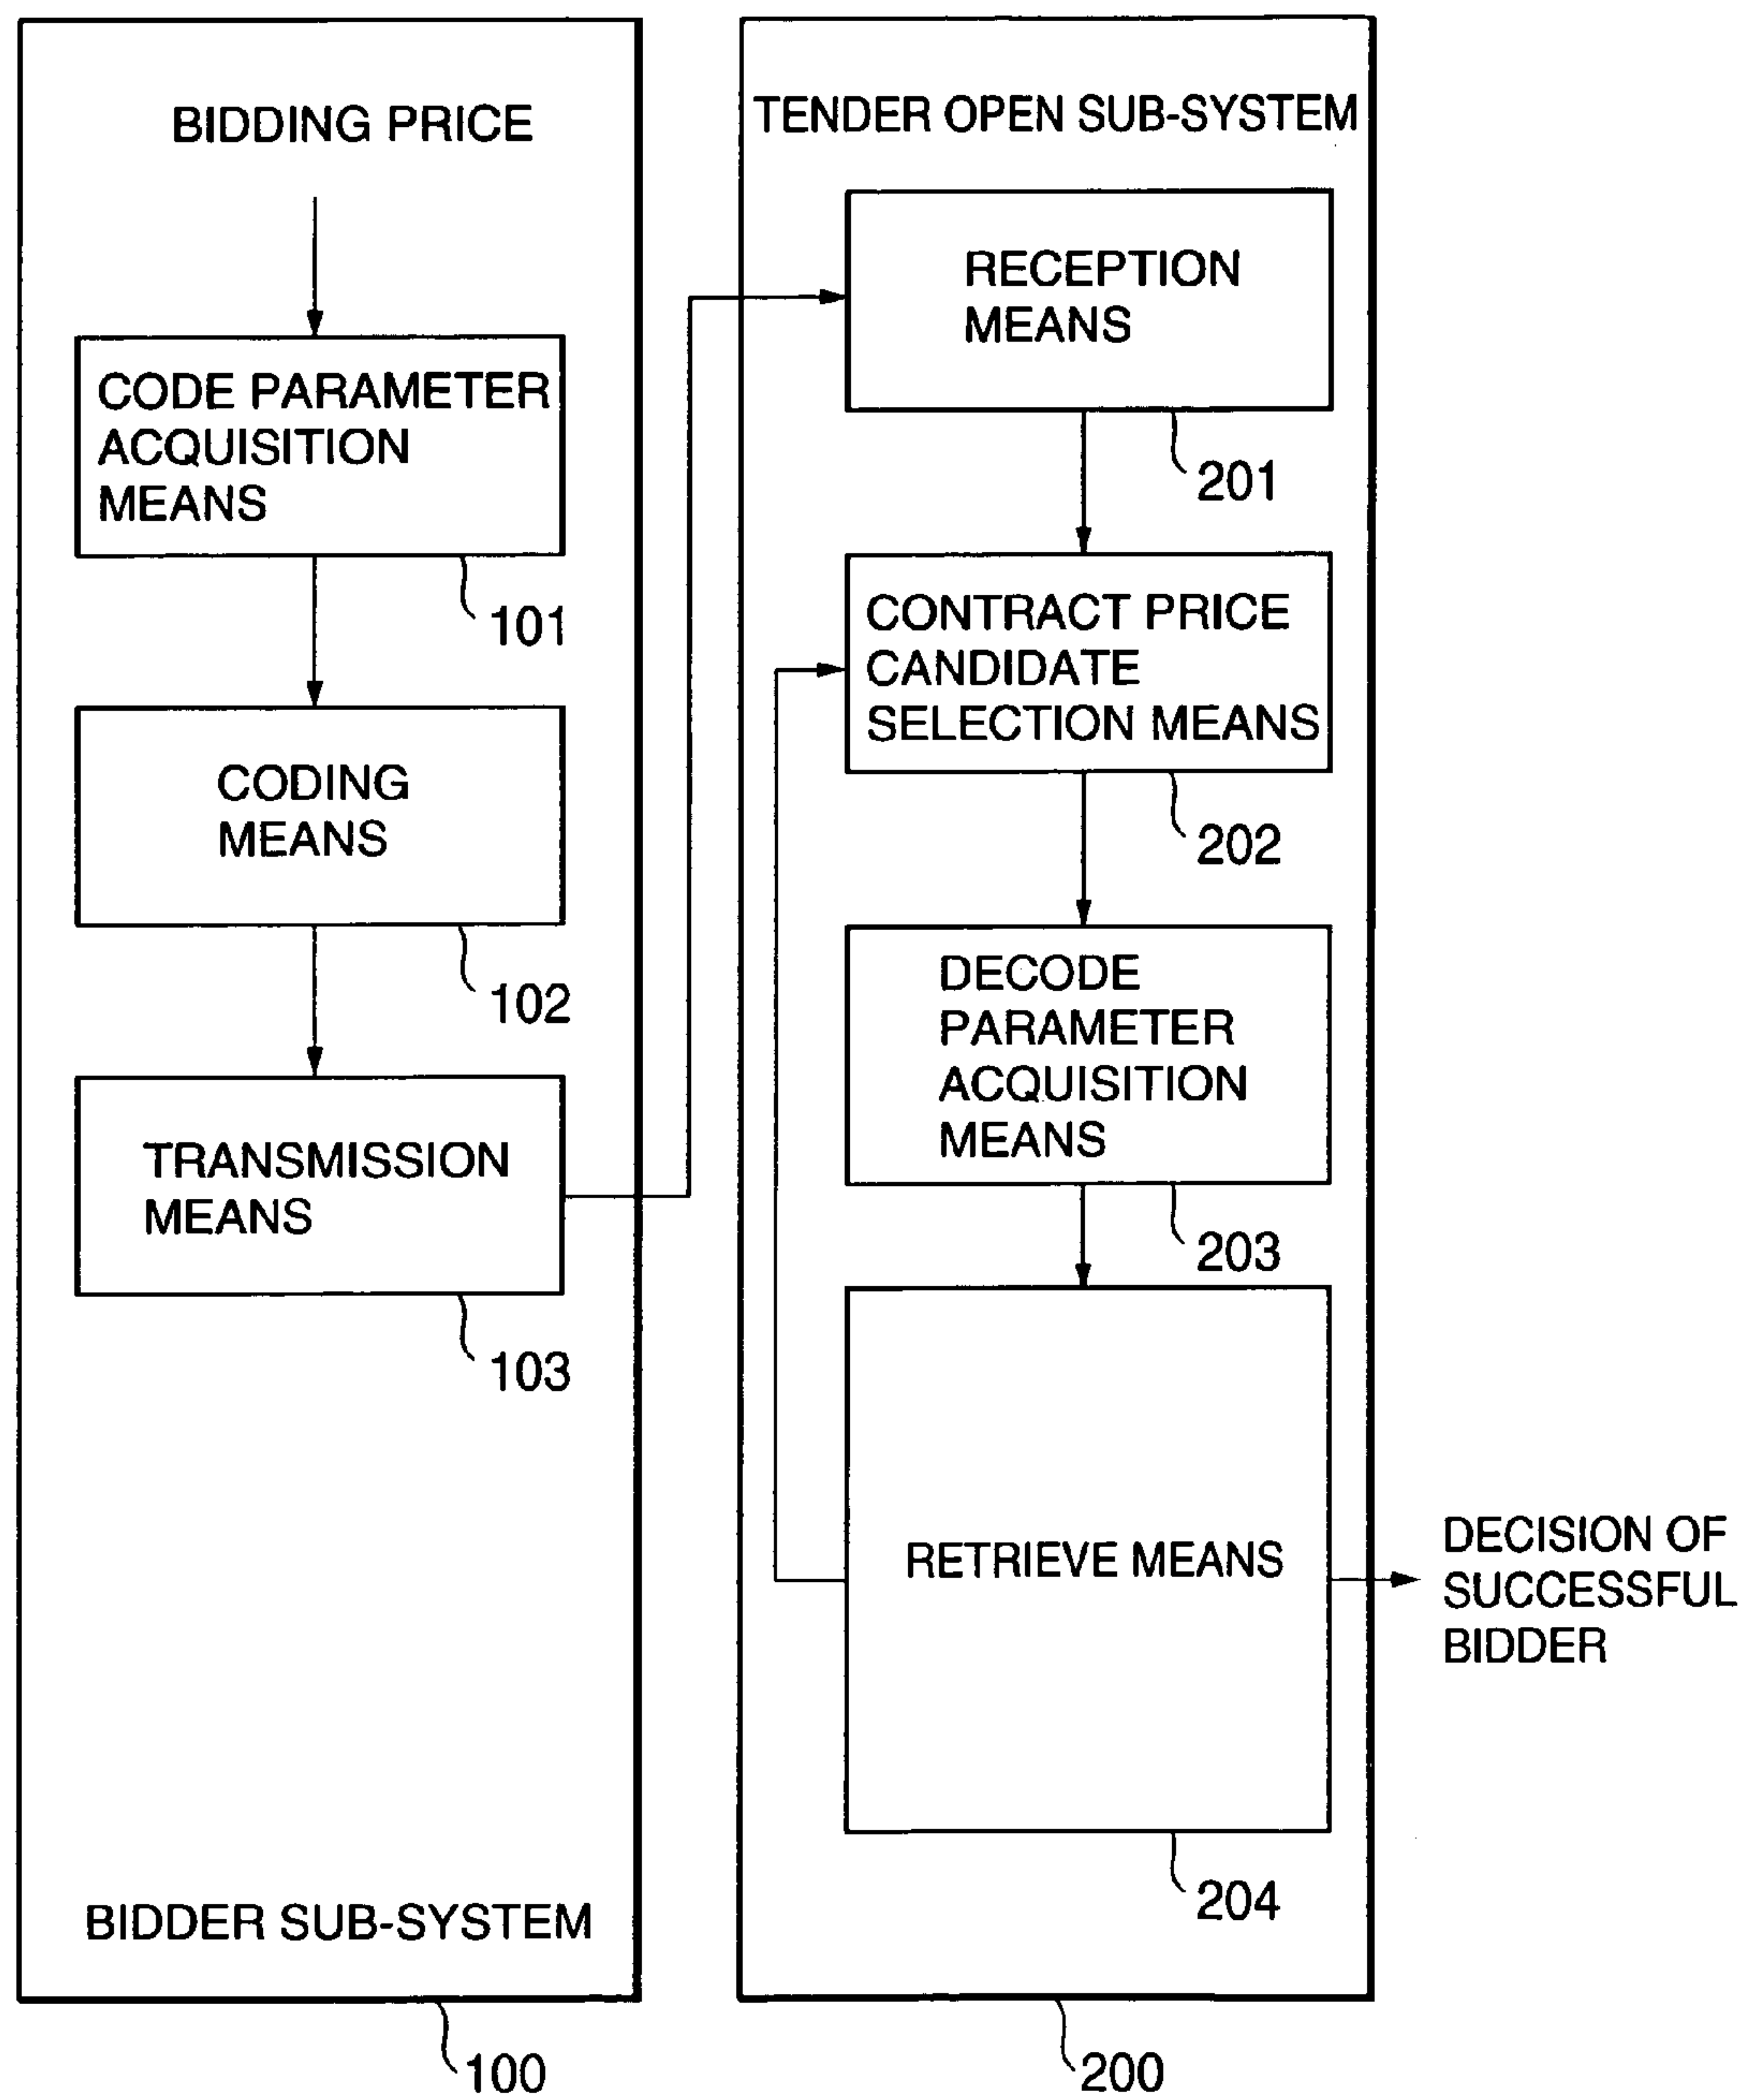 BIDDING PRICE
CODE PARAMETER
ACQUISITION
MEANS
101
CODING
MEANS
102
TRANSMISSION
MEANS
103
BIDDER SUB-SYSTEM
100
TENDER OPEN SUB-SYSTEM
RECEPTION
MEANS
201
CONTRACT PRICE
CANDIDATE
SELECTION MEANS
202
DECODE
PARAMETER
ACQUISITION
MEANS
203
RETRIEVE MEANS
204
200
DECISION OF
SUCCESSFUL
BIDDER